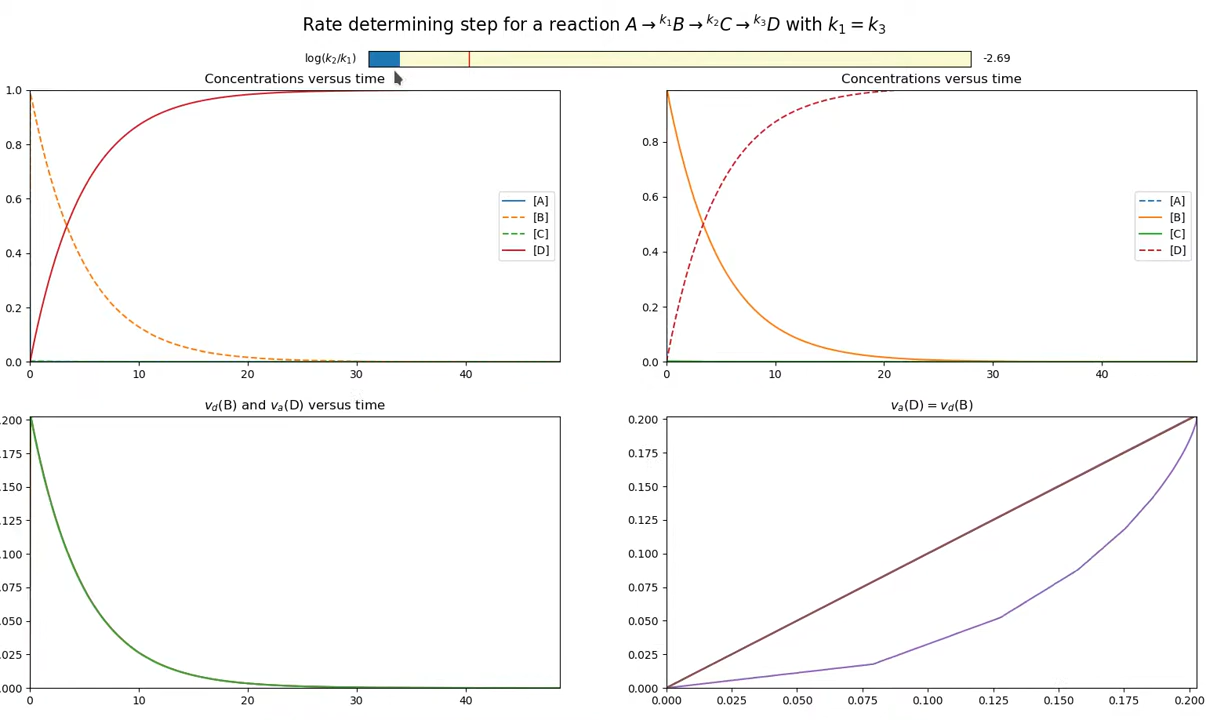 Rate determining step for a reaction A →^{k₁} B →^{k₂} C →^{k₃} D with k₁ = k₃
log(k₂/k₁) -2.69
Concentrations versus time
1.0
0.8
0.6
0.4
0.2
0.0
0 10 20 30 40
[A]
[B]
[C]
[D]
Concentrations versus time
0.8
0.6
0.4
0.2
0.0
0 10 20 30 40
[A]
[B]
[C]
[D]
v_d(B) and v_a(D) versus time
.200
.175
.150
.125
.100
.075
.050
.025
.000
0 10 20 30 40
v_a(D) = v_d(B)
0.200
0.175
0.150
0.125
0.100
0.075
0.050
0.025
0.000
0.000 0.025 0.050 0.075 0.100 0.125 0.150 0.175 0.200